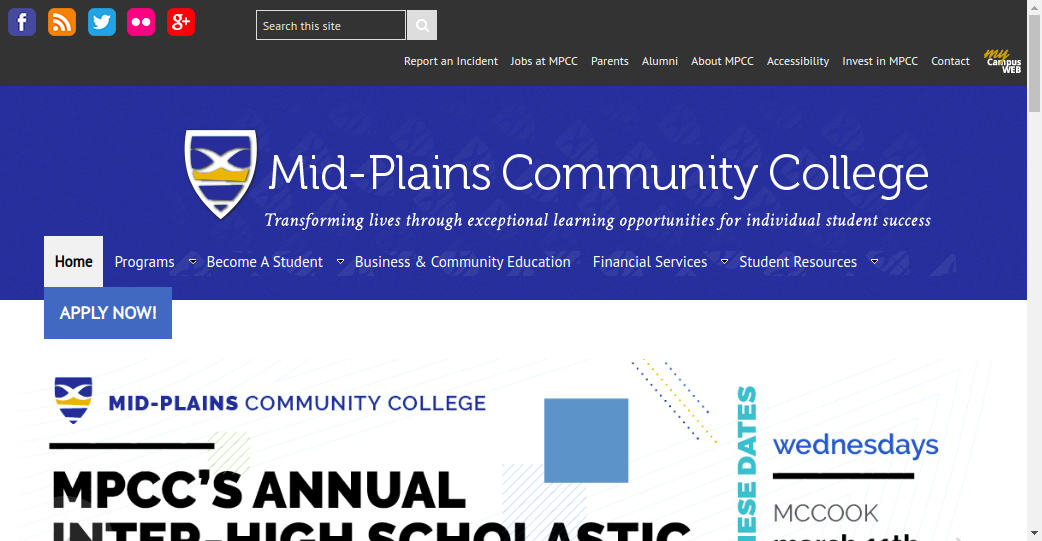 f
g+
Search this site
Report an Incident Jobs at MPCC Parents Alumni About MPCC Accessibility Invest in MPCC Contact
my
Campus
WEB
Mid-Plains Community College
Transforming lives through exceptional learning opportunities for individual student success
Home Programs Become A Student Business & Community Education Financial Services Student Resources
APPLY NOW!
MID-PLAINS COMMUNITY COLLEGE
MPCC'S ANNUAL
INTER-HIGH SCHOLASTIC
DATES
wednesdays
MCCOOK
march 11th